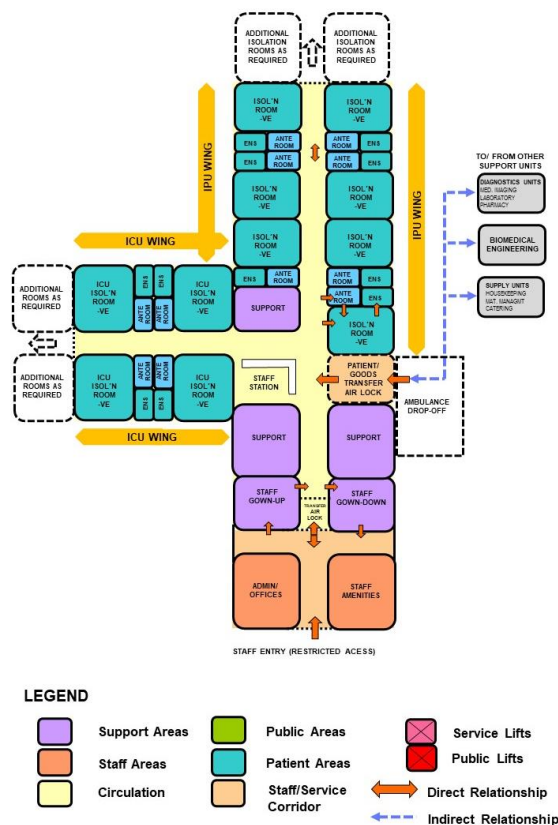 ADDITIONAL
ISOLATION
ROOMS AS
REQUIRED
ADDITIONAL
ISOLATION
ROOMS AS
REQUIRED
IPU WING
ISOL'N
ROOM
-VE
ISOL'N
ROOM
-VE
ENS
ANTE
ROOM
ENS
ANTE
ROOM
ANTE
ROOM
ENS
ANTE
ROOM
ENS
ISOL'N
ROOM
-VE
ISOL'N
ROOM
-VE
ISOL'N
ROOM
-VE
ISOL'N
ROOM
-VE
IPU WING
TO/ FROM OTHER
SUPPORT UNITS
DIAGNOSTICS UNITS
MED. IMAGING
LABORATORY
PHARMACY
BIOMEDICAL
ENGINEERING
SUPPLY UNITS
HOUSEKEEPING
MAT. MANAGMT
CATERING
ICU WING
ADDITIONAL
ROOMS AS
REQUIRED
ICU
ISOL'N
ROOM
-VE
ENS
ENS
ANTE
ROOM
ANTE
ROOM
ICU
ISOL'N
ROOM
-VE
ENS
ANTE
ROOM
SUPPORT
ANTE
ROOM
ENS
ISOL'N
ROOM
-VE
ADDITIONAL
ROOMS AS
REQUIRED
ICU
ISOL'N
ROOM
-VE
ANTE
ROOM
ANTE
ROOM
ENS
ENS
ICU
ISOL'N
ROOM
-VE
STAFF
STATION
PATIENT/
GOODS
TRANSFER
AIR LOCK
AMBULANCE
DROP-OFF
ICU WING
SUPPORT
SUPPORT
STAFF
GOWN-UP
TRANSFER
AIR
LOCK
STAFF
GOWN-DOWN
ADMIN/
OFFICES
STAFF
AMENITIES
STAFF ENTRY (RESTRICTED ACESS)
LEGEND
Support Areas
Public Areas
Service Lifts
Public Lifts
Staff Areas
Patient Areas
Circulation
Staff/Service
Corridor
Direct Relationship
Indirect Relationship